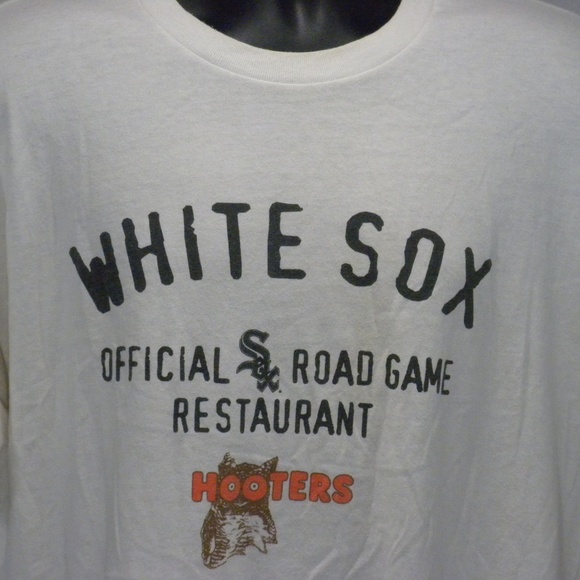 WHITE SOX
OFFICIAL Sox ROAD GAME
RESTAURANT
HOOTERS